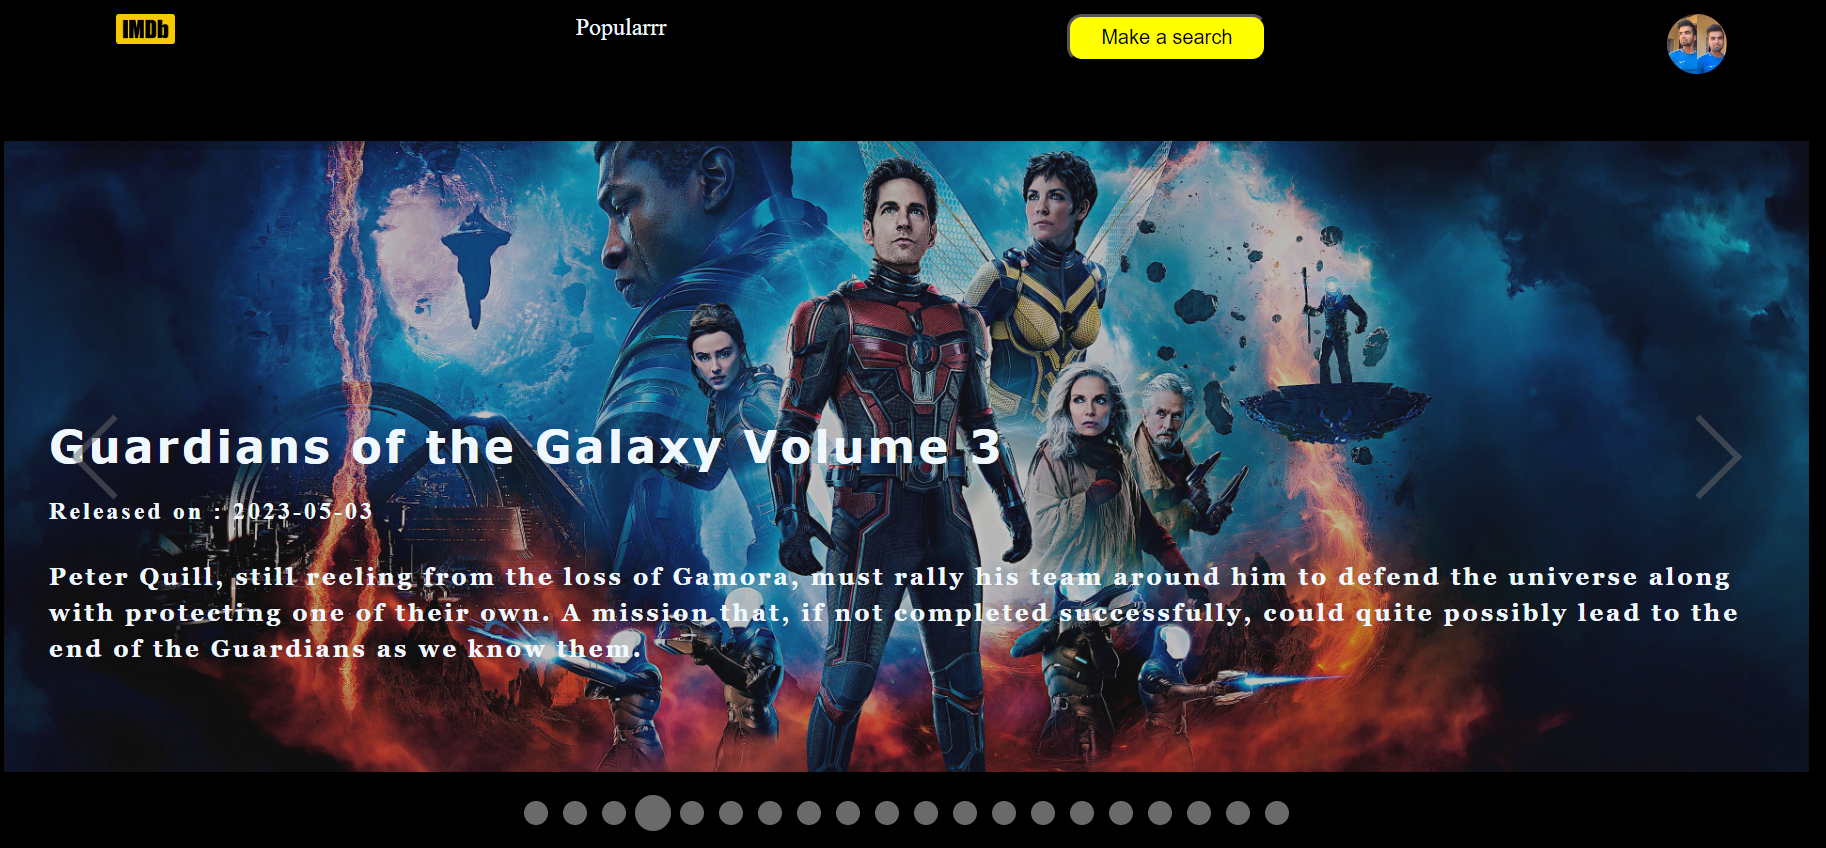 IMDb
Popularrr
Make a search
Guardians of the Galaxy Volume 3
Released on : 2023-05-03
Peter Quill, still reeling from the loss of Gamora, must rally his team around him to defend the universe along
with protecting one of their own. A mission that, if not completed successfully, could quite possibly lead to the
end of the Guardians as we know them.